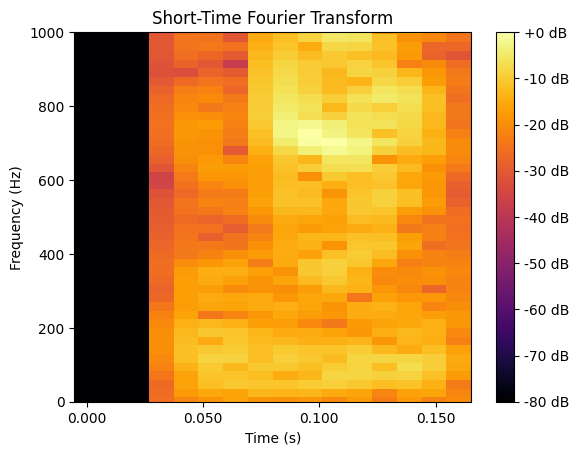 Short-Time Fourier Transform
1000
800
600
400
200
0
Frequency (Hz)
0.000
0.050
0.100
0.150
Time (s)
+0 dB
-10 dB
-20 dB
-30 dB
-40 dB
-50 dB
-60 dB
-70 dB
-80 dB